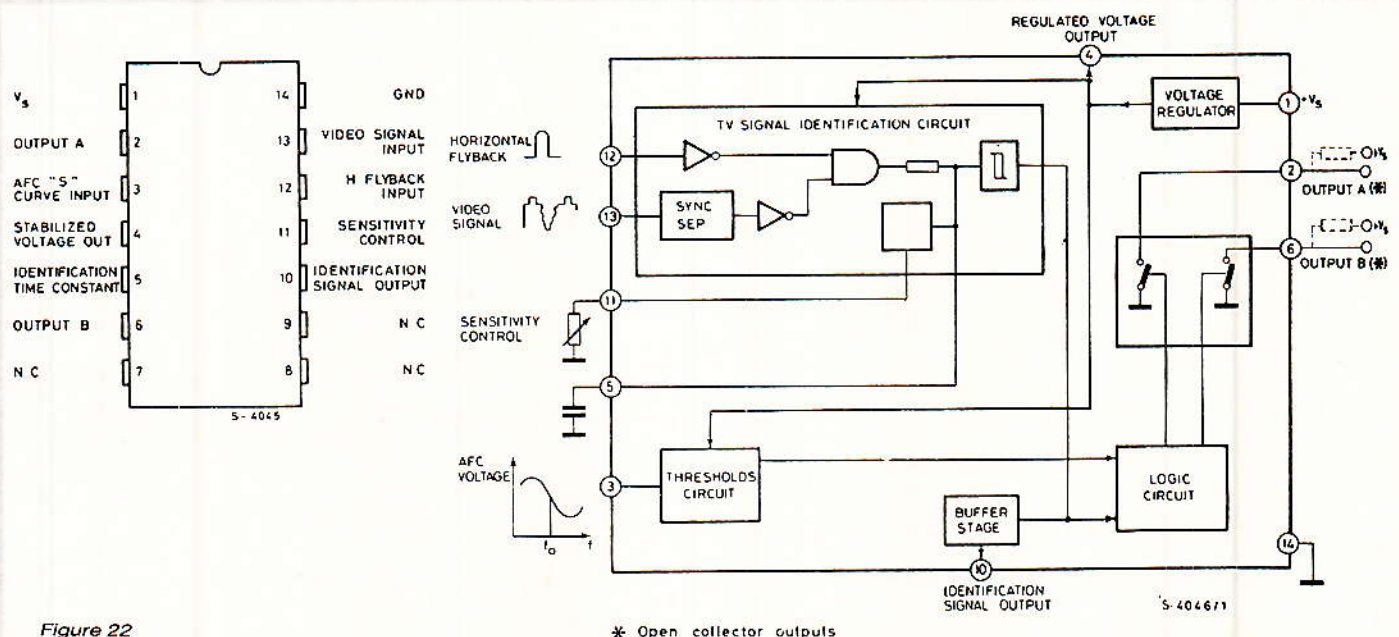 V_S
1
14
GND
OUTPUT A
2
13
VIDEO SIGNAL
INPUT
AFC "S"
CURVE INPUT
3
12
H FLYBACK
INPUT
STABILIZED
VOLTAGE OUT
4
11
SENSITIVITY
CONTROL
IDENTIFICATION
TIME CONSTANT
5
10
IDENTIFICATION
SIGNAL OUTPUT
OUTPUT B
6
9
N C
N C
7
8
N C
S-4045
REGULATED VOLTAGE
OUTPUT
4
VOLTAGE
REGULATOR
1
+V_S
TV SIGNAL IDENTIFICATION CIRCUIT
HORIZONTAL
FLYBACK
12
VIDEO
SIGNAL
13
SYNC
SEP
2
+V_S
OUTPUT A (*)
6
+V_S
OUTPUT B (*)
11
SENSITIVITY
CONTROL
5
AFC
VOLTAGE
f_o
f
3
THRESHOLDS
CIRCUIT
BUFFER
STAGE
LOGIC
CIRCUIT
10
IDENTIFICATION
SIGNAL OUTPUT
14
S-4046/1
Figure 22
* Open collector outputs